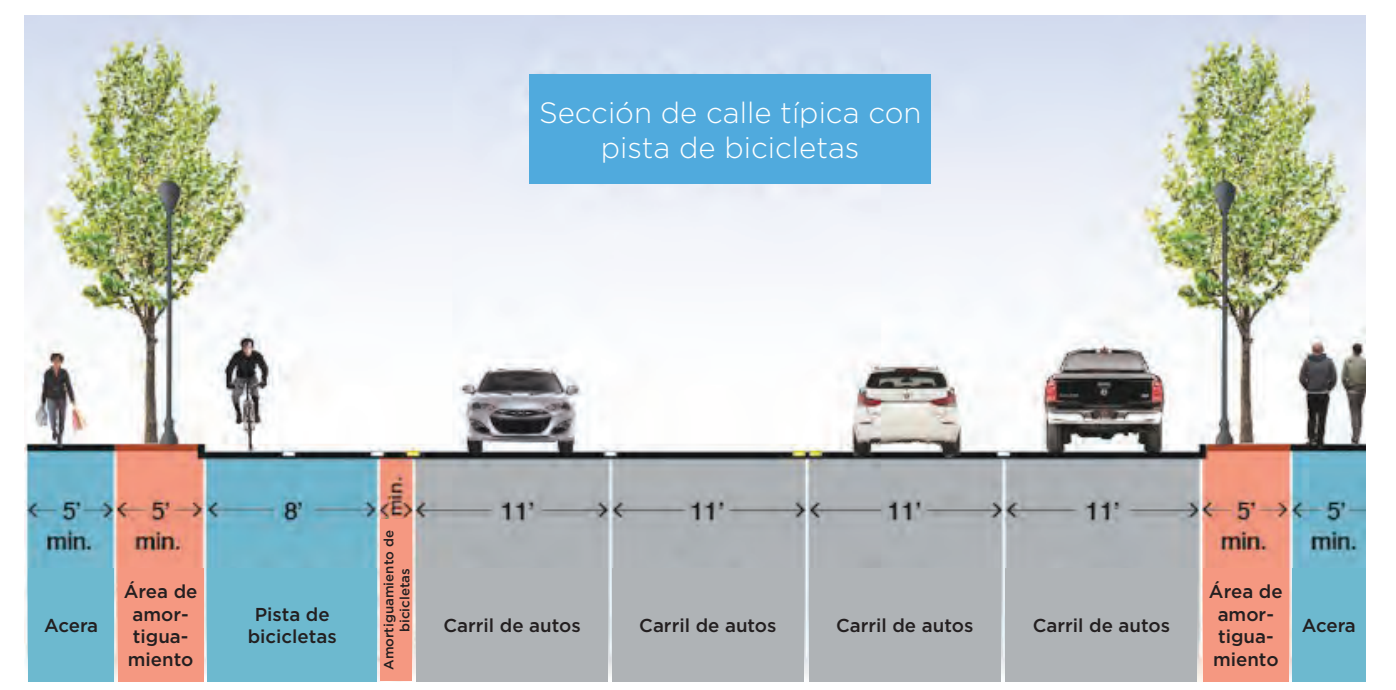 Sección de calle típica con
pista de bicicletas
5'
min.
5'
min.
8'
min.
11'
11'
11'
11'
5'
min.
5'
min.
Acera
Área de
amor-
tigua-
miento
Pista de
bicicletas
Amortiguamiento de
bicicletas
Carril de autos
Carril de autos
Carril de autos
Carril de autos
Área de
amor-
tigua-
miento
Acera